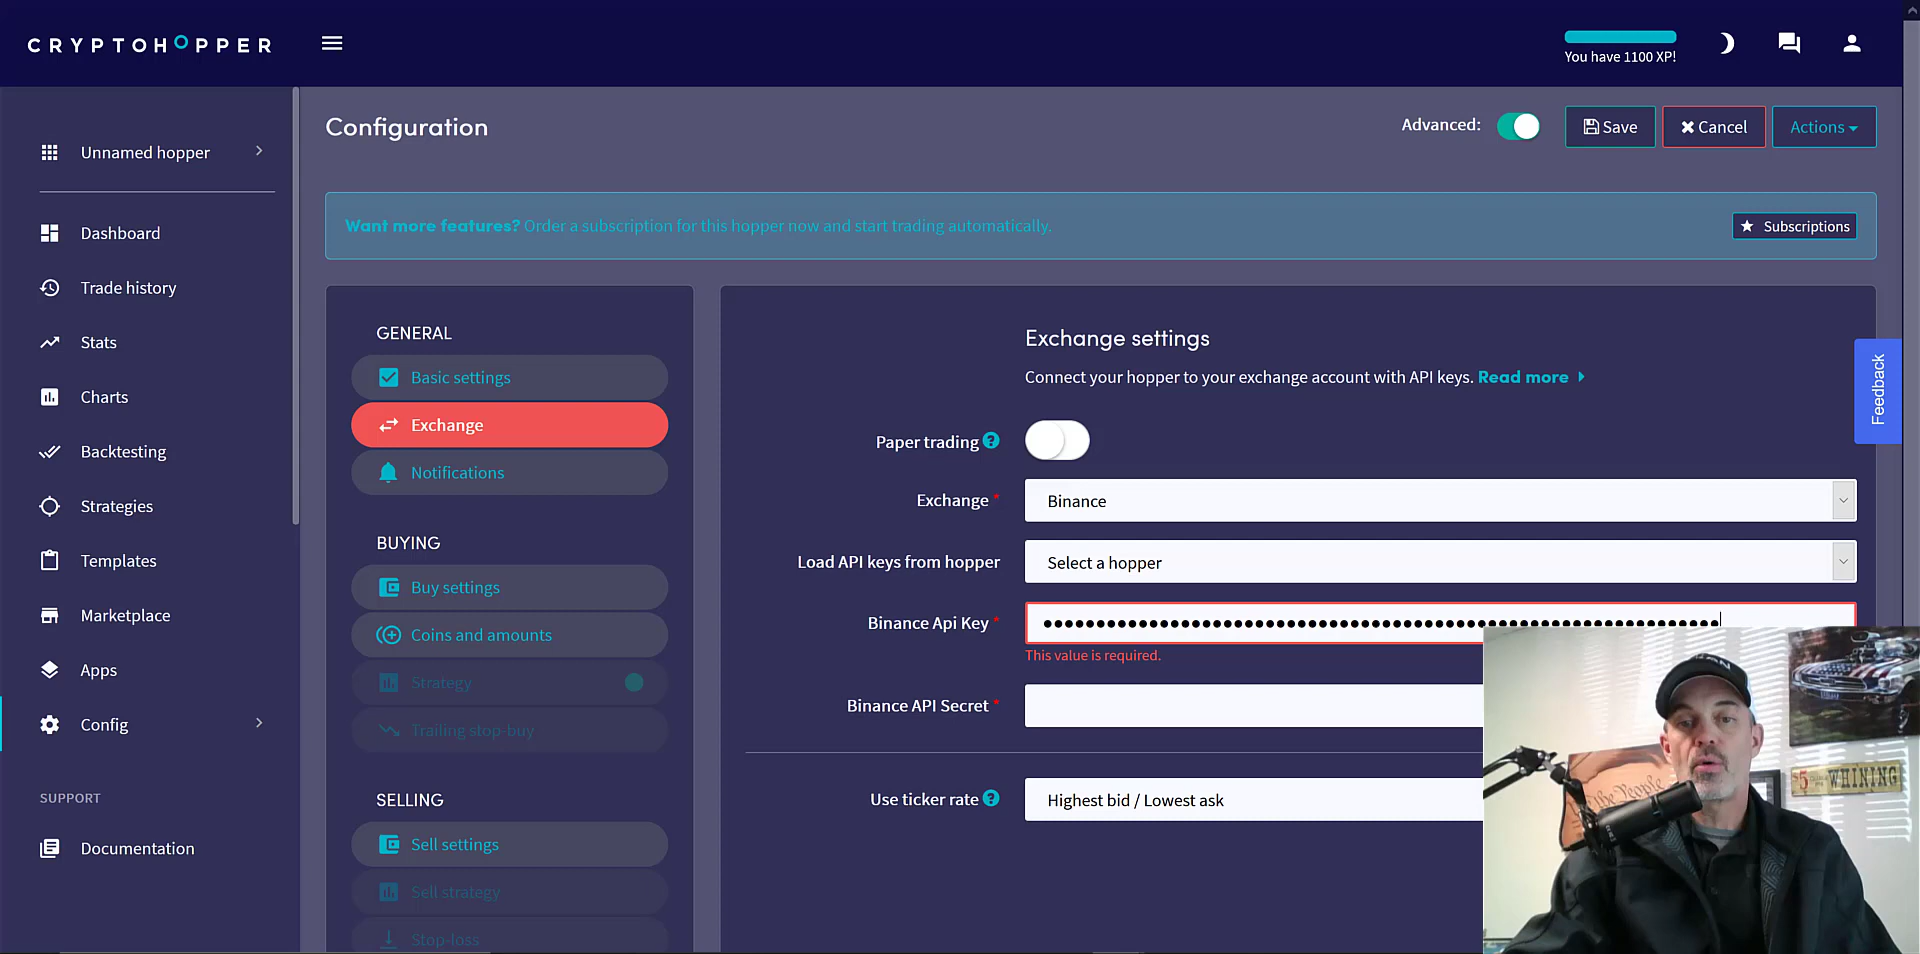 CRYPTOHOPPER
You have 1100 XP!
Configuration
Advanced:
Save
Cancel
Actions
Unnamed hopper
Dashboard
Trade history
Stats
Charts
Backtesting
Strategies
Templates
Marketplace
Apps
Config
SUPPORT
Documentation
Want more features? Order a subscription for this hopper now and start trading automatically.
Subscriptions
GENERAL
Basic settings
Exchange
Notifications
BUYING
Buy settings
Coins and amounts
Strategy
Trailing stop-buy
SELLING
Sell settings
Sell strategy
Stop-loss
Exchange settings
Connect your hopper to your exchange account with API keys. Read more
Paper trading ?
Exchange *
Binance
Load API keys from hopper
Select a hopper
Binance Api Key *
This value is required.
Binance API Secret *
Use ticker rate ?
Highest bid / Lowest ask
Feedback
the People
WHINING